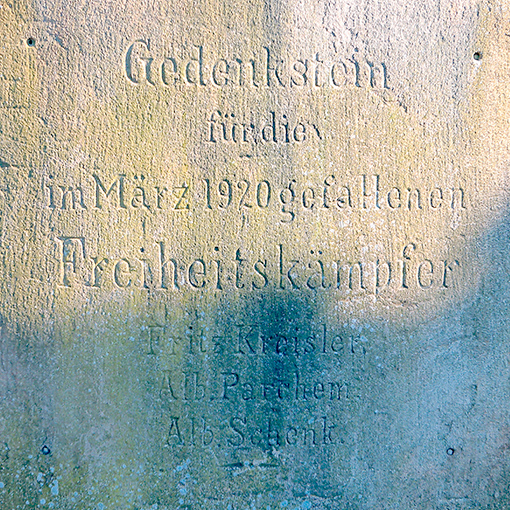 Gedenkstein
für die
im März 1920 gefallenen
Freiheitskämpfer
Fritz Kreisler.
Alb. Parchem.
Alb. Schenk.